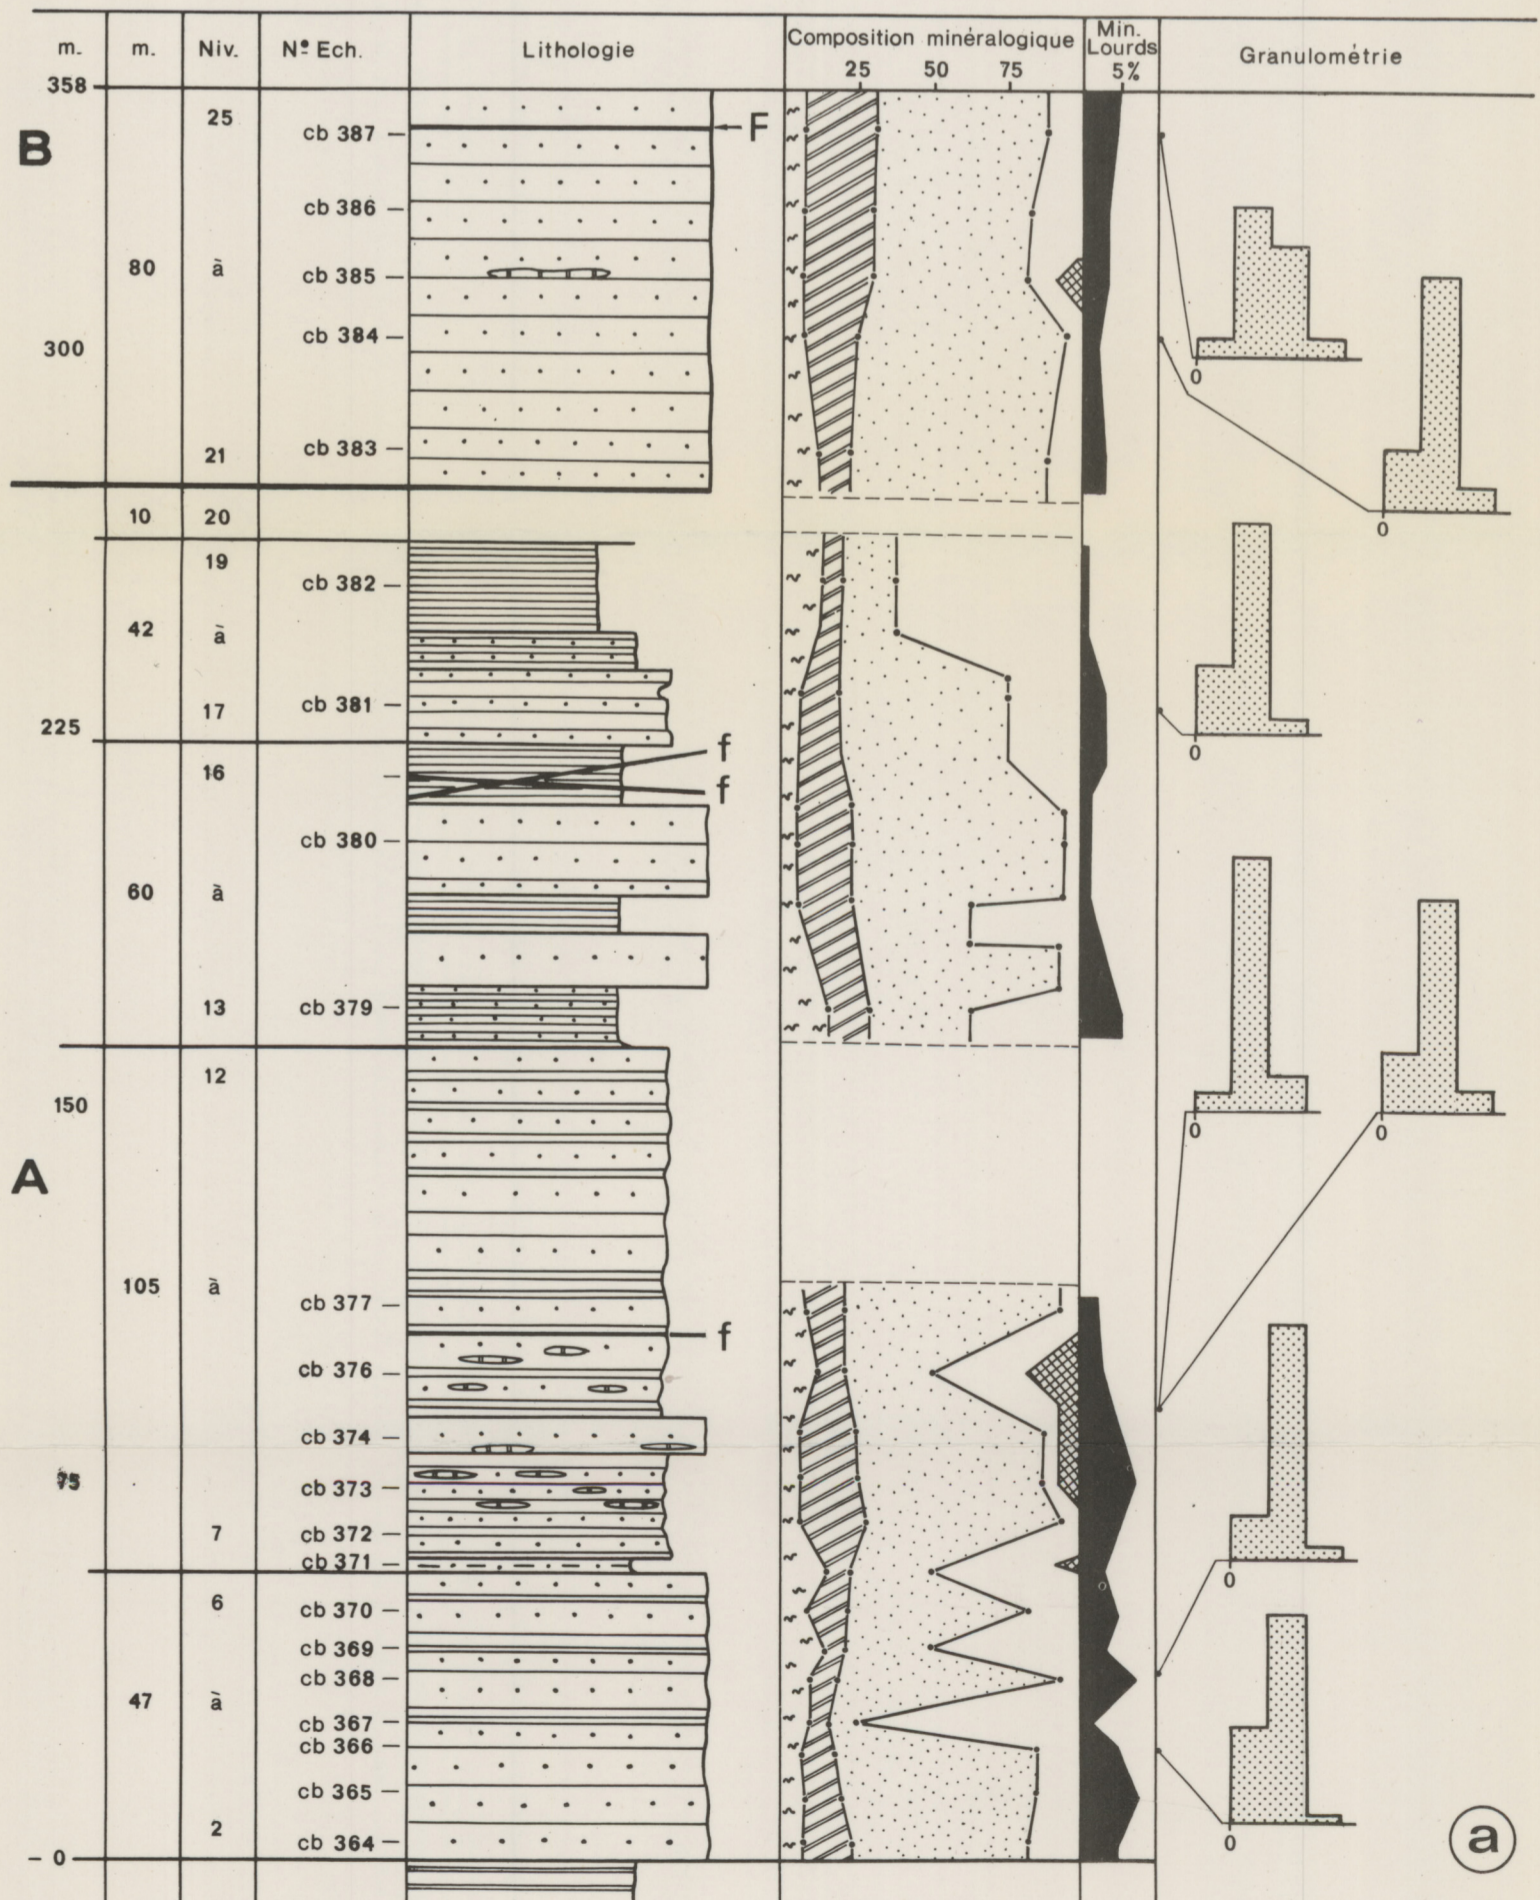 m. m. Niv. Nº Ech. Lithologie Composition minéralogique Min. Lourds Granulométrie
25 50 75 5%
358
25
B
cb 387 F
cb 386
80 à
cb 385
300
cb 384
0
21
cb 383
10 20
0
19
cb 382
42 à
17
cb 381
225
f
0
16
f
cb 380
60 à
13
cb 379
12
150
0 0
A
105 à
cb 377
f
cb 376
cb 374
75
cb 373
7
cb 372
cb 371
0
6
cb 370
cb 369
cb 368
47 à
cb 367
cb 366
cb 365
2
cb 364
0
0
a